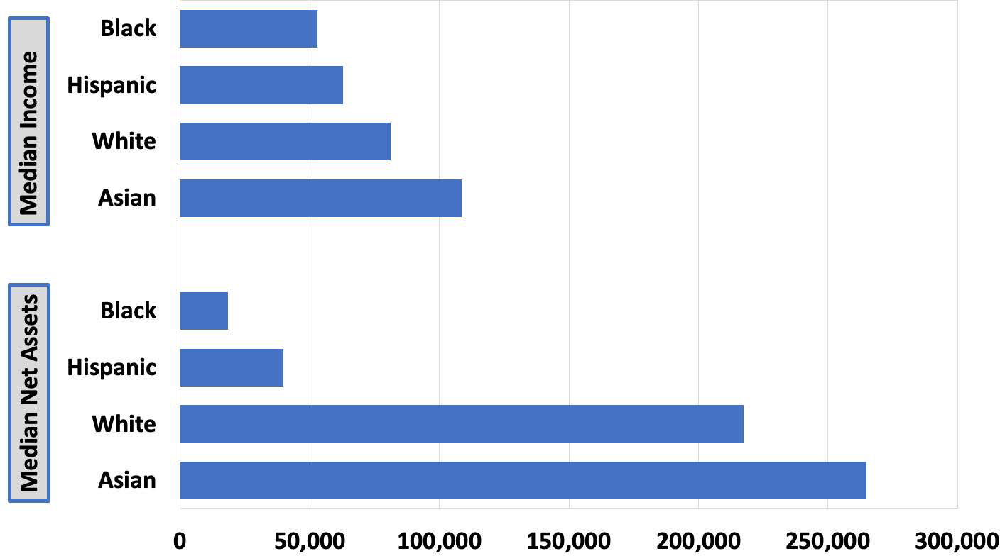 Median Income
Black
Hispanic
White
Asian
Median Net Assets
Black
Hispanic
White
Asian
0 50,000 100,000 150,000 200,000 250,000 300,000